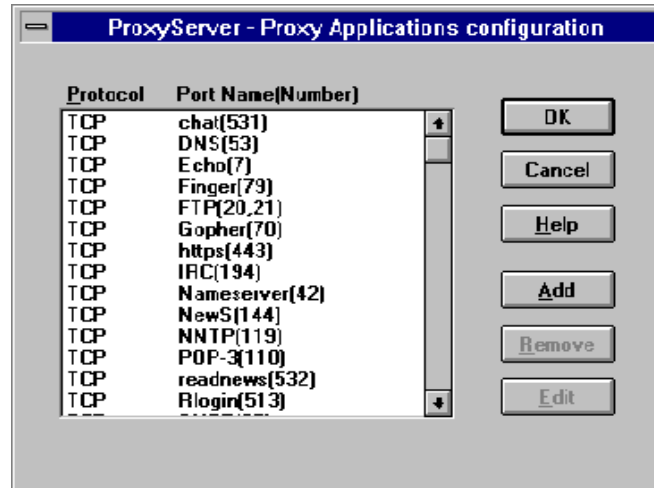 ProxyServer - Proxy Applications configuration
Protocol Port Name(Number)
TCP chat(531)
TCP DNS(53)
TCP Echo(7)
TCP Finger(79)
TCP FTP(20,21)
TCP Gopher(70)
TCP https(443)
TCP IRC(194)
TCP Nameserver(42)
TCP NewS(144)
TCP NNTP(119)
TCP POP-3(110)
TCP readnews(532)
TCP Rlogin(513)
OK
Cancel
Help
Add
Remove
Edit